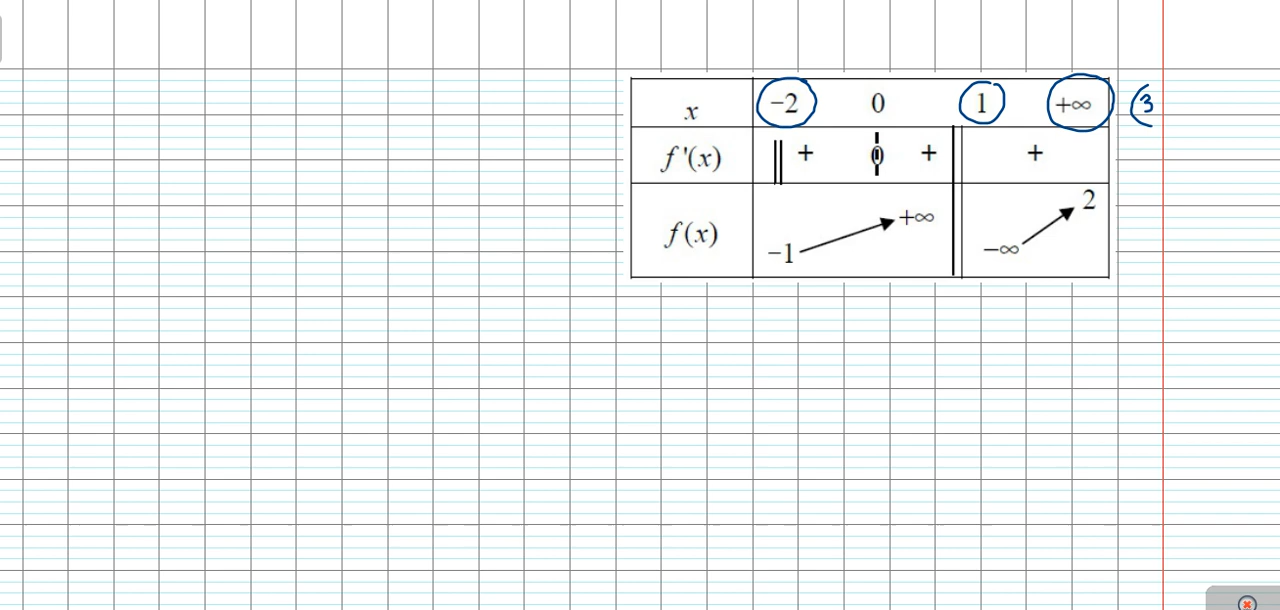 x −2 0 1 +∞ (3
f'(x) || + 0 + || +
f(x) −1 +∞ || −∞ 2